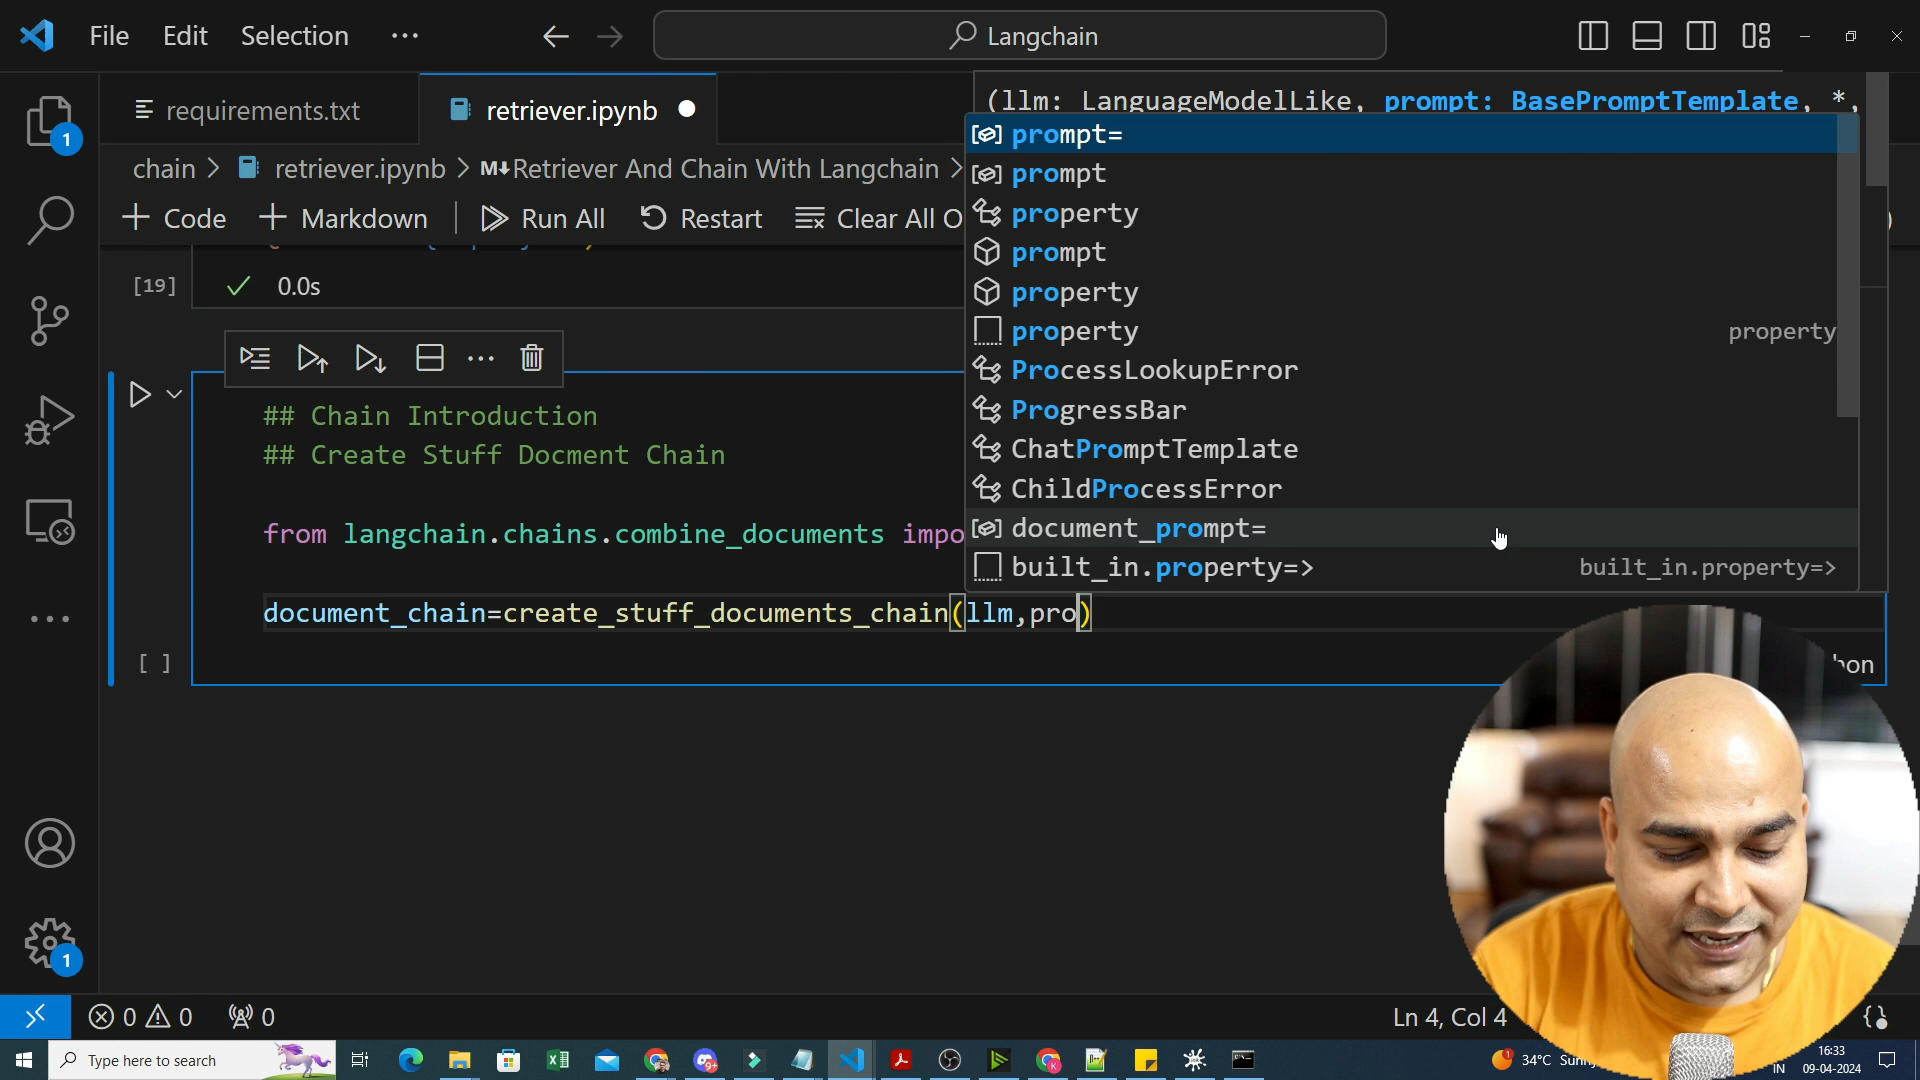 File Edit Selection ··· Langchain
requirements.txt retriever.ipynb
(llm: LanguageModelLike, prompt: BasePromptTemplate, *,
chain > retriever.ipynb > M↓Retriever And Chain With Langchain >
+ Code + Markdown Run All Restart Clear All O
[19] ✓ 0.0s
prompt=
prompt
property
prompt
property
property property
ProcessLookupError
ProgressBar
ChatPromptTemplate
ChildProcessError
document_prompt=
built_in.property=> built_in.property=>
## Chain Introduction
## Create Stuff Docment Chain
from langchain.chains.combine_documents impo
document_chain=create_stuff_documents_chain(llm,pro)
[ ]
1
1
0 0 0 Ln 4, Col 4
Type here to search
34°C
IN
16:33
09-04-2024